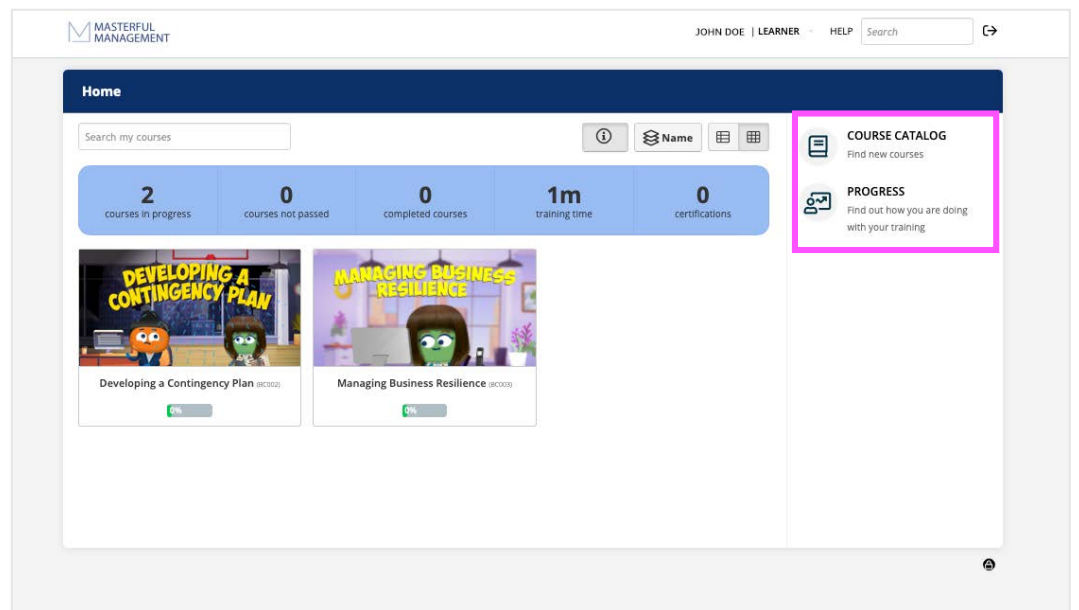 MASTERFUL
MANAGEMENT
JOHN DOE | LEARNER HELP Search
Home
Search my courses
Name
2
courses in progress
0
courses not passed
0
completed courses
1m
training time
0
certifications
DEVELOPING A
CONTINGENCY PLAN
Developing a Contingency Plan (BC002)
0%
MANAGING BUSINESS
RESILIENCE
Managing Business Resilience (BC003)
0%
COURSE CATALOG
Find new courses
PROGRESS
Find out how you are doing
with your training